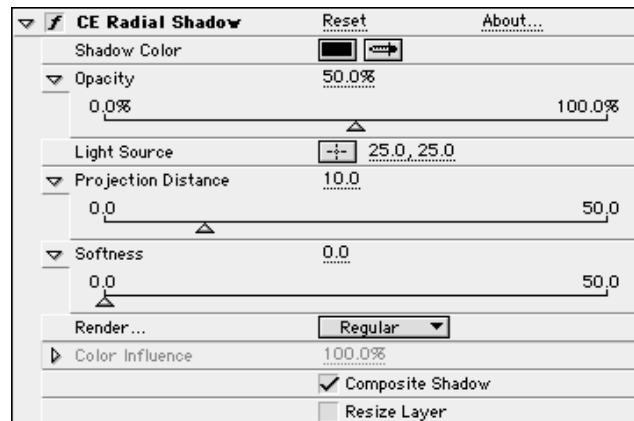 CE Radial Shadow Reset About...
Shadow Color
Opacity 50.0%
0.0% 100.0%
Light Source 25.0, 25.0
Projection Distance 10.0
0.0 50.0
Softness 0.0
0.0 50.0
Render... Regular
Color Influence 100.0%
Composite Shadow
Resize Layer